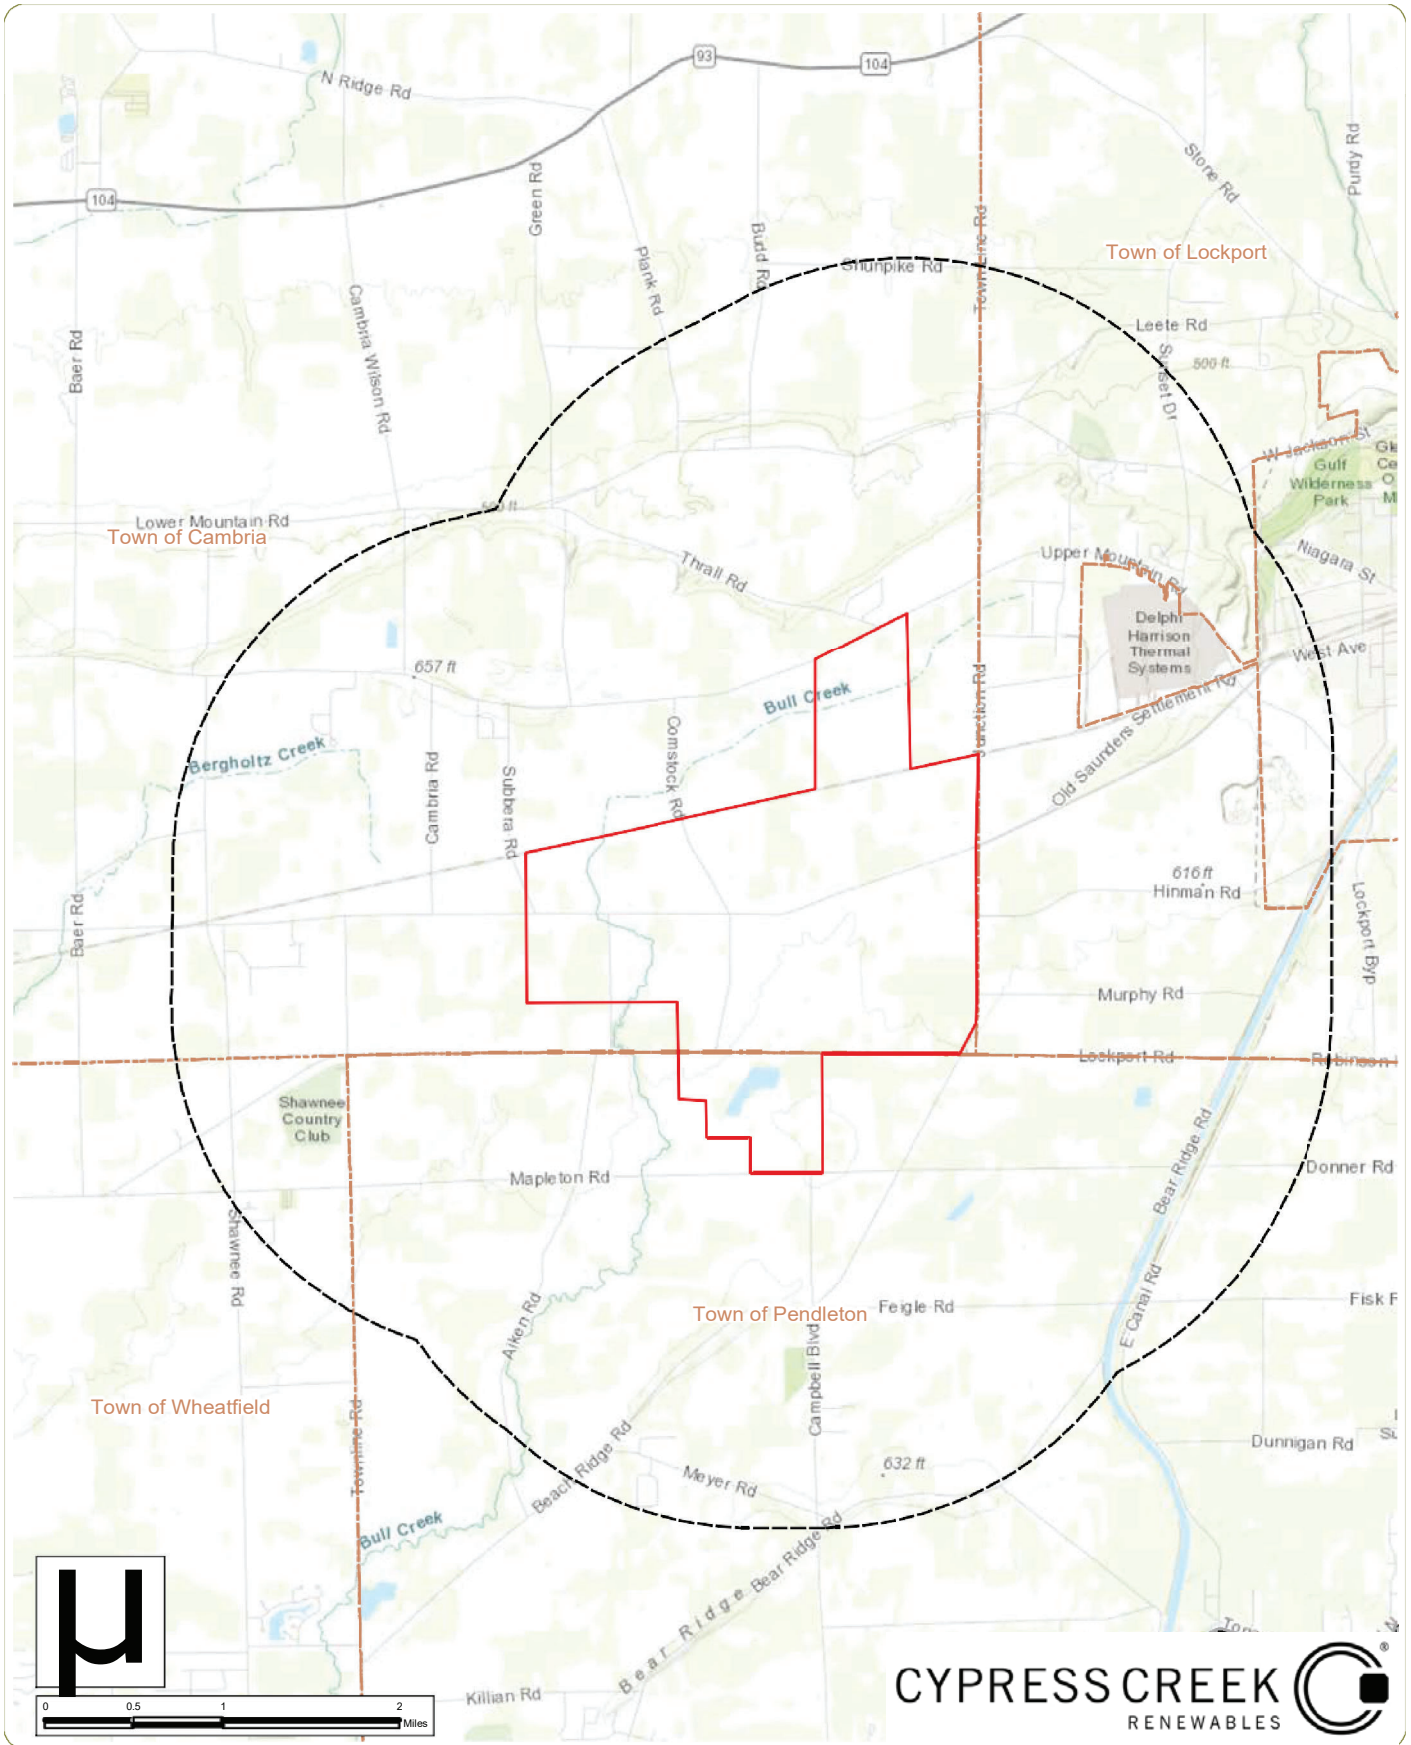 93
104
N Ridge Rd
104
Green Rd
Stone Rd
Purdy Rd
Plank Rd
Budd Rd
Town Line Rd
Town of Lockport
Shunpike Rd
Cambria Wilson Rd
Baer Rd
Leete Rd
Sunset Dr
500 ft
W Jackson St
Gulf
Wilderness
Park
Lower Mountain Rd
Town of Cambria
Thrall Rd
Upper Mountain Rd
Niagara St
Delphi
Harrison
Thermal
Systems
West Ave
657 ft
Bull Creek
Junction Rd
Old Saunders Settlement Rd
Bergholtz Creek
Cambria Rd
Subbera Rd
Comstock Rd
616 ft
Hinman Rd
Lockport Byp
Baer Rd
Murphy Rd
Lockport Rd
Robinson
Shawnee
Country
Club
Mapleton Rd
Bear Ridge Rd
Donner Rd
Shawnee Rd
Aiken Rd
Town of Pendleton
Feigle Rd
E Canal Rd
Fisk
Campbell Blvd
Town of Wheatfield
Townline Rd
Beach Ridge Rd
Meyer Rd
632 ft
Dunnigan Rd
Bull Creek
Bear Ridge Rd
Bear Ridge
Killian Rd
µ
0 0.5 1 2
Miles
CYPRESS CREEK
RENEWABLES
®